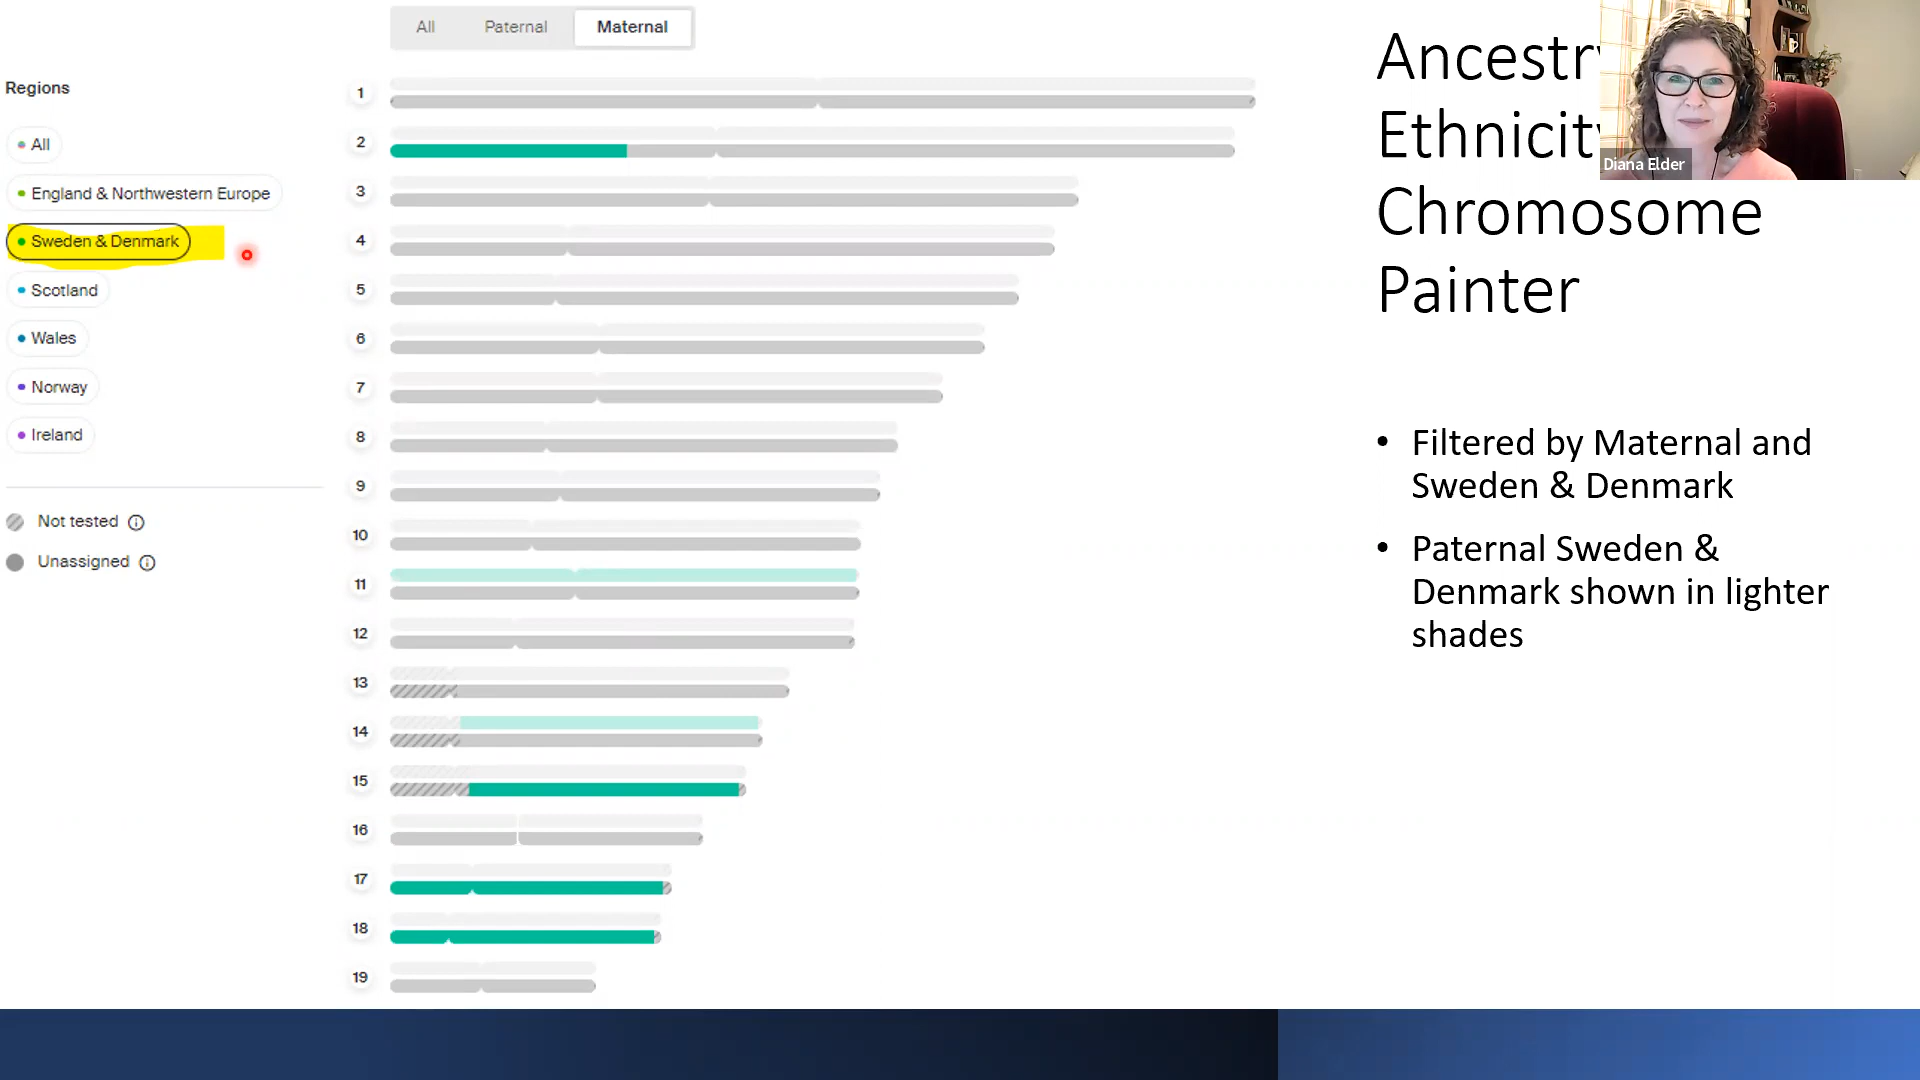 All Paternal Maternal
Regions
All
England & Northwestern Europe
Sweden & Denmark
Scotland
Wales
Norway
Ireland
Not tested
Unassigned
1
2
3
4
5
6
7
8
9
10
11
12
13
14
15
16
17
18
19
Ancestry
Ethnicity
Chromosome
Painter
Diana Elder
• Filtered by Maternal and
Sweden & Denmark
• Paternal Sweden &
Denmark shown in lighter
shades